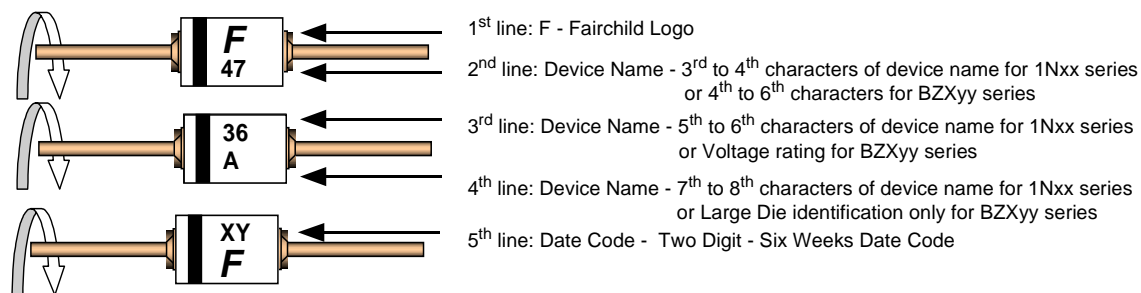 F
47
36
A
XY
F
1st line: F - Fairchild Logo
2nd line: Device Name - 3rd to 4th characters of device name for 1Nxx series
or 4th to 6th characters for BZXyy series
3rd line: Device Name - 5th to 6th characters of device name for 1Nxx series
or Voltage rating for BZXyy series
4th line: Device Name - 7th to 8th characters of device name for 1Nxx series
or Large Die identification only for BZXyy series
5th line: Date Code - Two Digit - Six Weeks Date Code